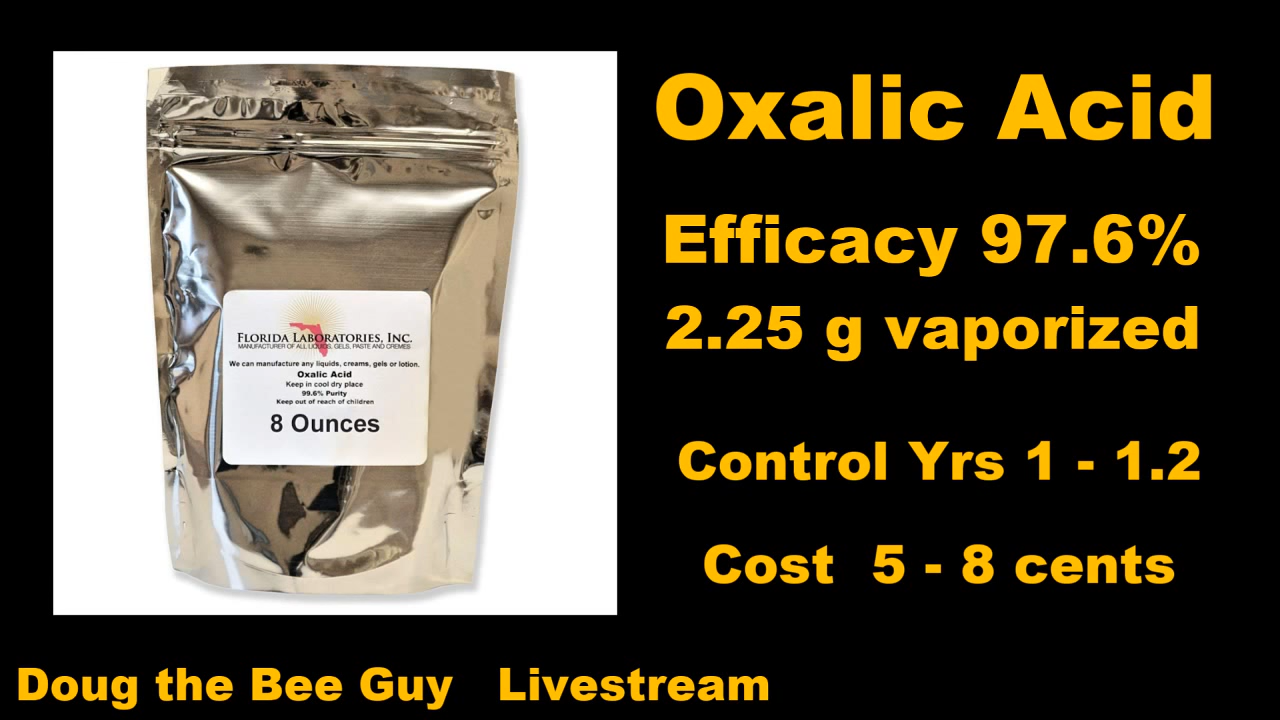 Oxalic Acid
Efficacy 97.6%
2.25 g vaporized
Control Yrs 1 - 1.2
Cost 5 - 8 cents
FLORIDA LABORATORIES, INC.
MANUFACTURER OF ALL LIQUIDS, GELS, PASTE AND CREMES
We can manufacture any liquids, creams, gels or lotion.
Oxalic Acid
Keep in cool dry place
99.6% Purity
Keep out of reach of children
8 Ounces
Doug the Bee Guy Livestream